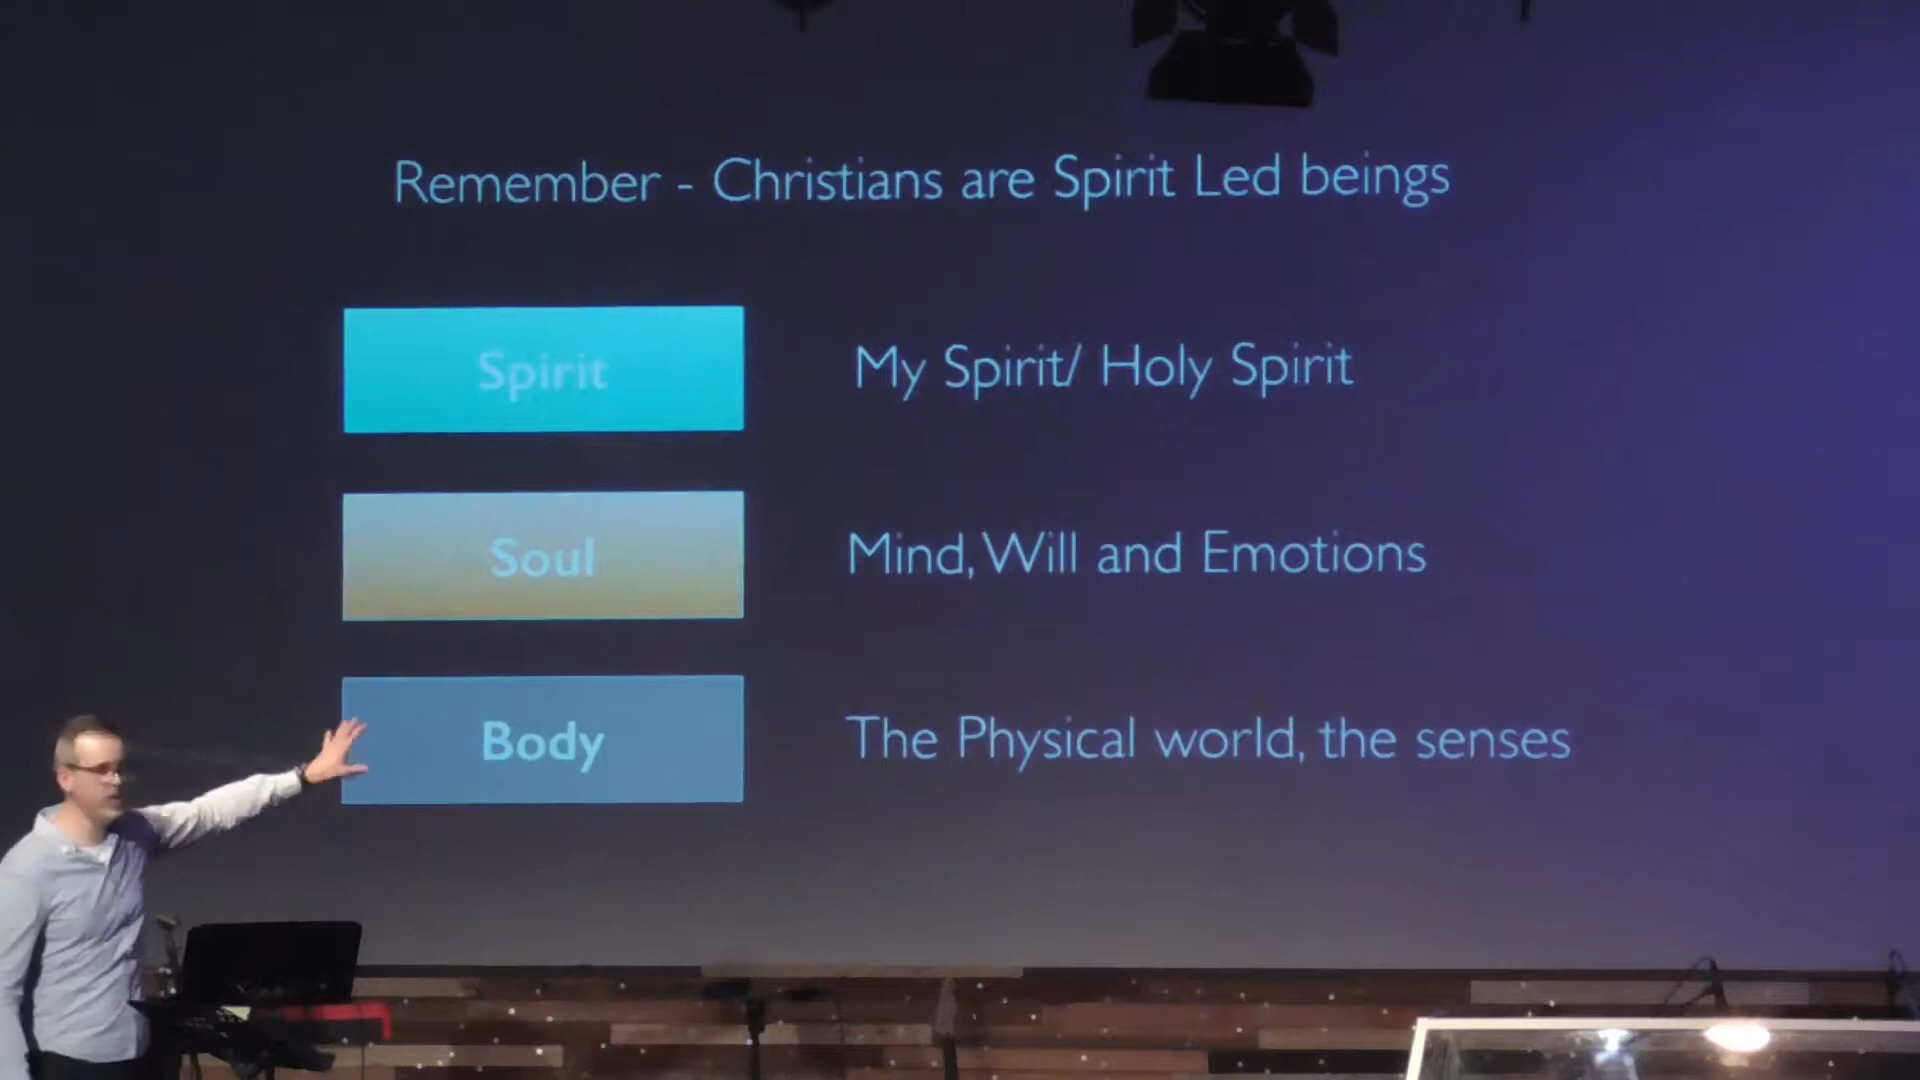 Remember - Christians are Spirit Led beings
Spirit
My Spirit/ Holy Spirit
Soul
Mind, Will and Emotions
Body
The Physical world, the senses